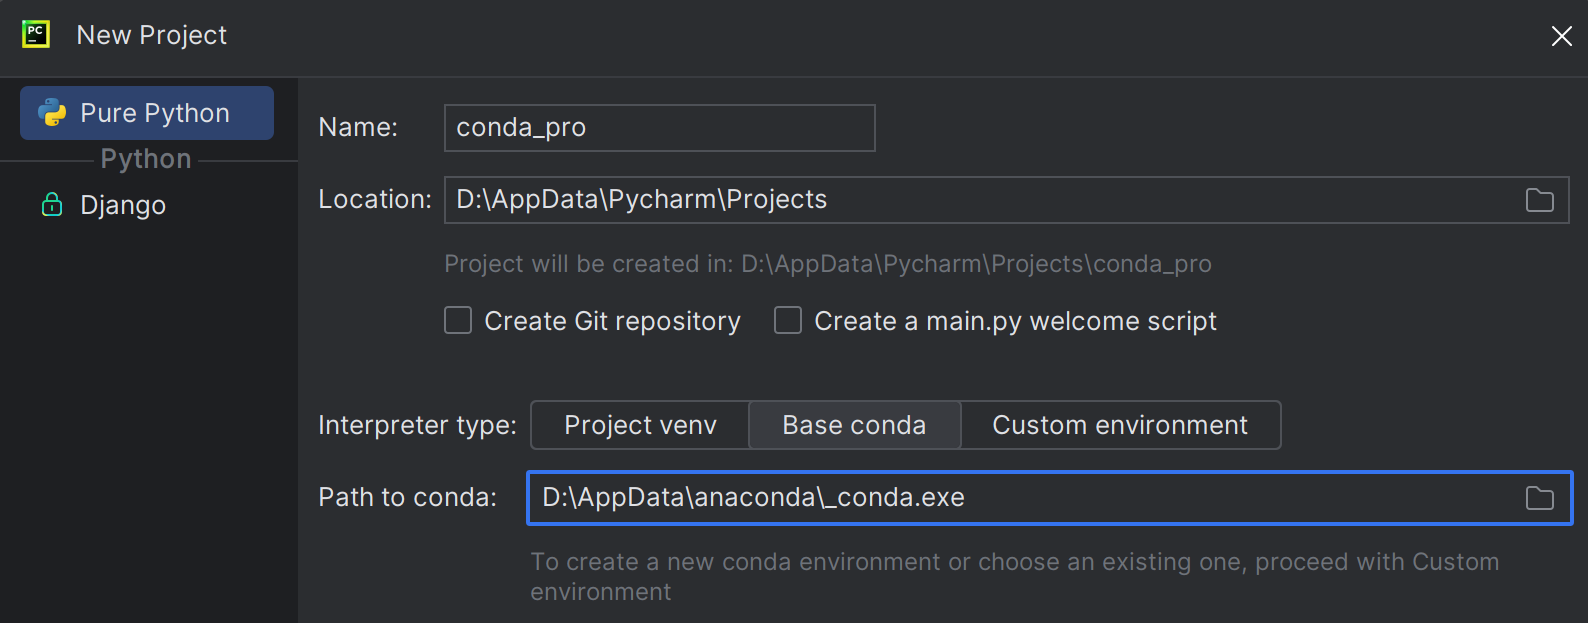 PC
New Project
Pure Python
Python
Django
Name: conda_pro
Location: D:\AppData\Pycharm\Projects
Project will be created in: D:\AppData\Pycharm\Projects\conda_pro
Create Git repository Create a main.py welcome script
Interpreter type: Project venv Base conda Custom environment
Path to conda: D:\AppData\anaconda\_conda.exe
To create a new conda environment or choose an existing one, proceed with Custom
environment